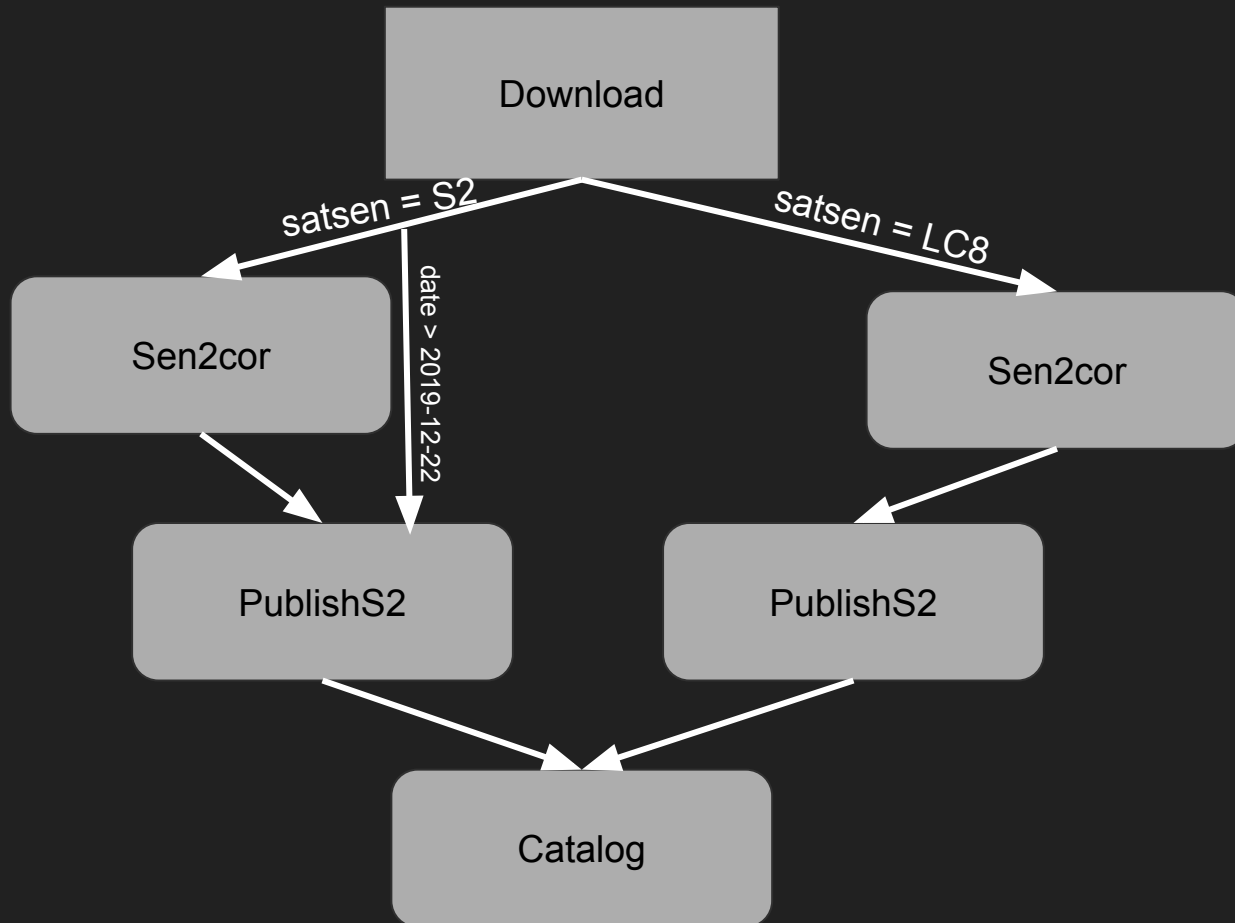 Download
satsen = S2
satsen = LC8
date > 2019-12-22
Sen2cor
Sen2cor
PublishS2
PublishS2
Catalog